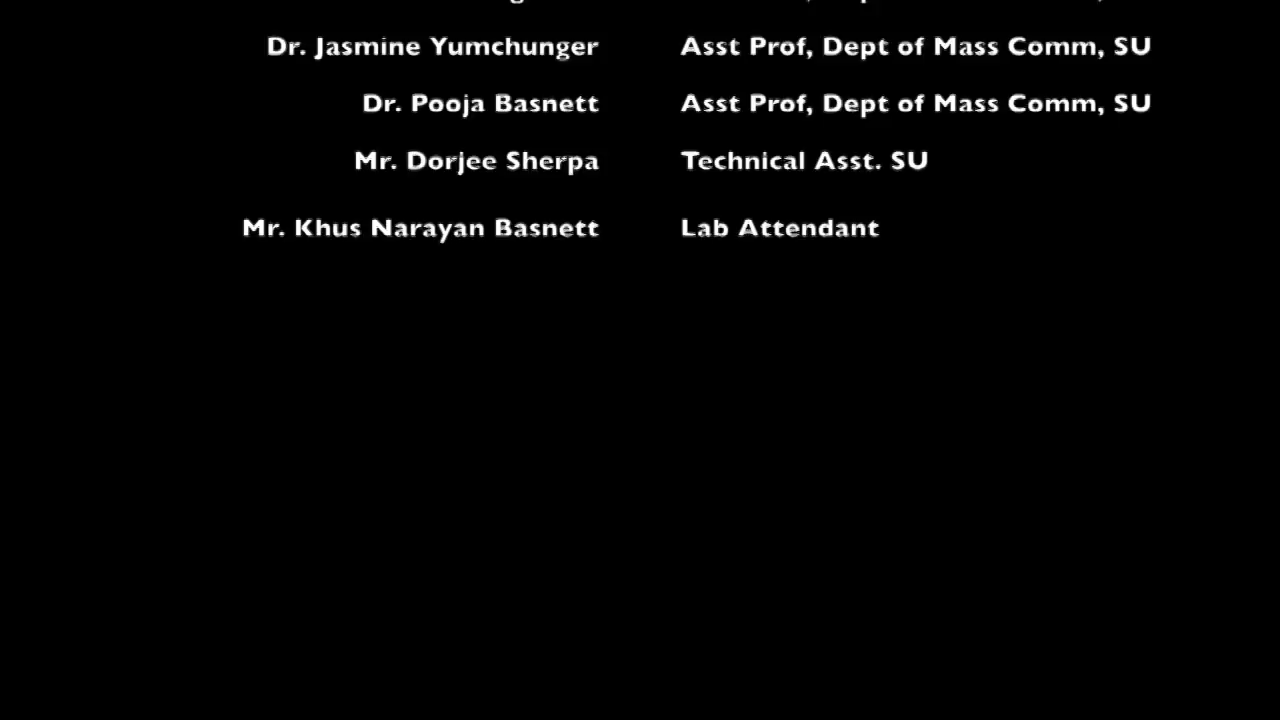 Dr. Jasmine Yumchunger Asst Prof, Dept of Mass Comm, SU
Dr. Pooja Basnett Asst Prof, Dept of Mass Comm, SU
Mr. Dorjee Sherpa Technical Asst. SU
Mr. Khus Narayan Basnett Lab Attendant